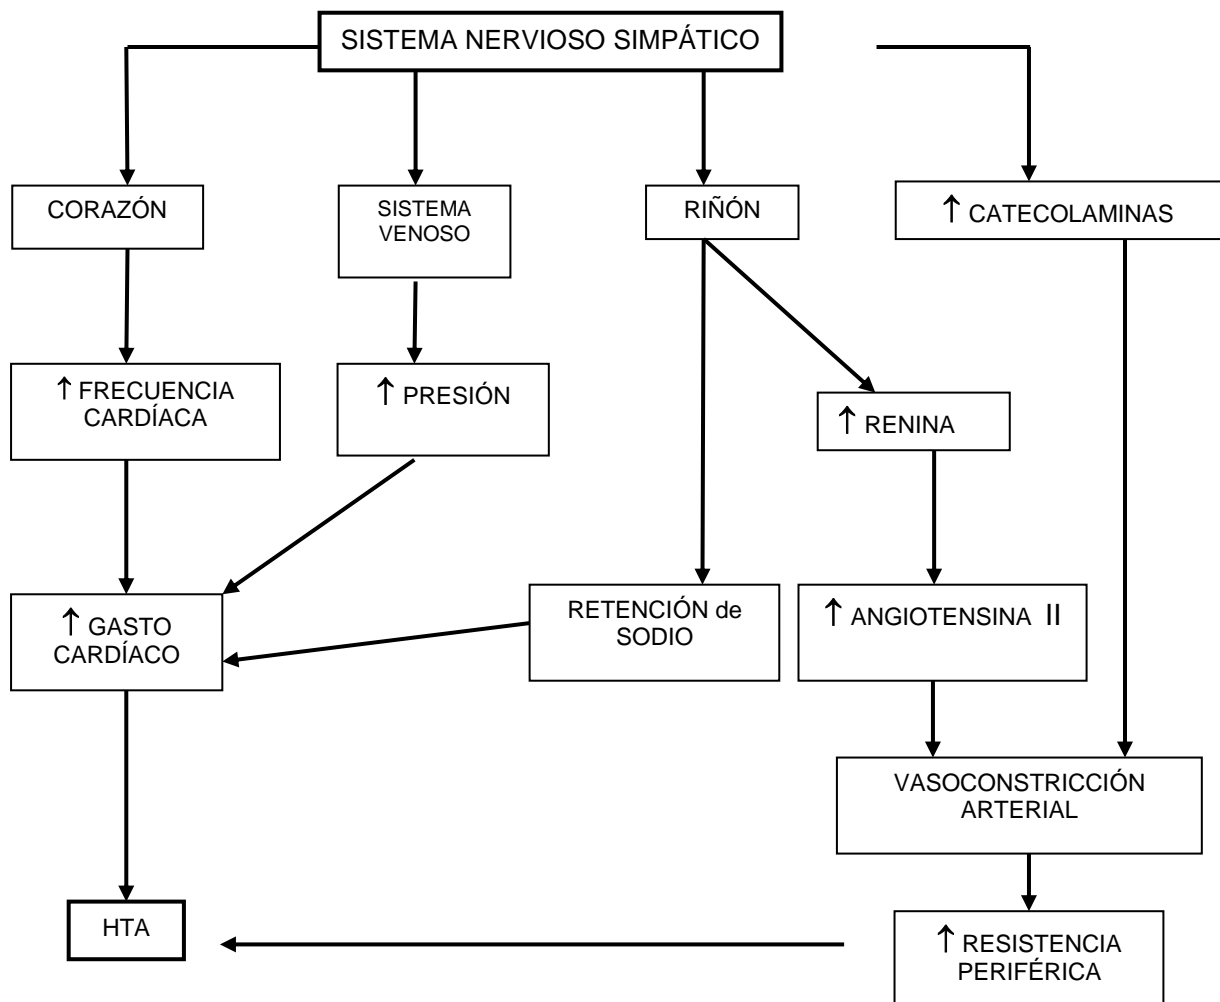 SISTEMA NERVIOSO SIMPÁTICO
CORAZÓN
SISTEMA
VENOSO
RIÑÓN
↑ CATECOLAMINAS
↑ FRECUENCIA
CARDÍACA
↑ PRESIÓN
↑ RENINA
↑ GASTO
CARDÍACO
RETENCIÓN de
SODIO
↑ ANGIOTENSINA II
VASOCONSTRICCIÓN
ARTERIAL
HTA
↑ RESISTENCIA
PERIFÉRICA